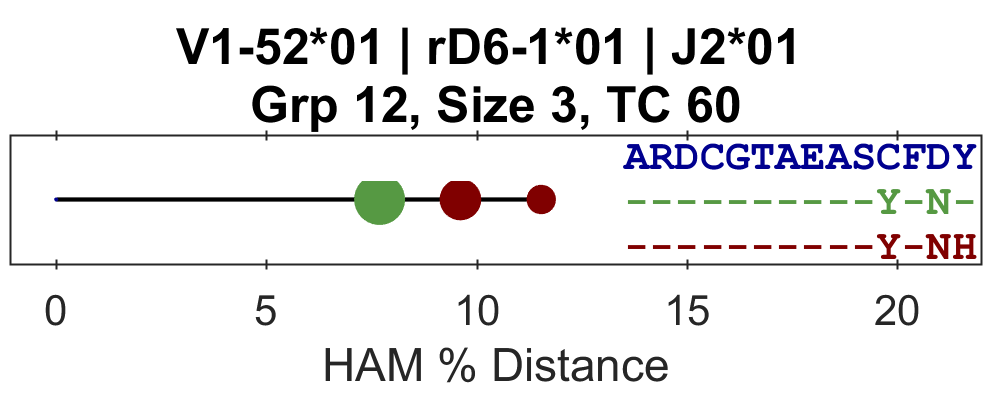 V1-52*01 | rD6-1*01 | J2*01
Grp 12, Size 3, TC 60
ARDCGTAEASCFDY
-----------Y-N-
-----------Y-NH
0 5 10 15 20
HAM % Distance